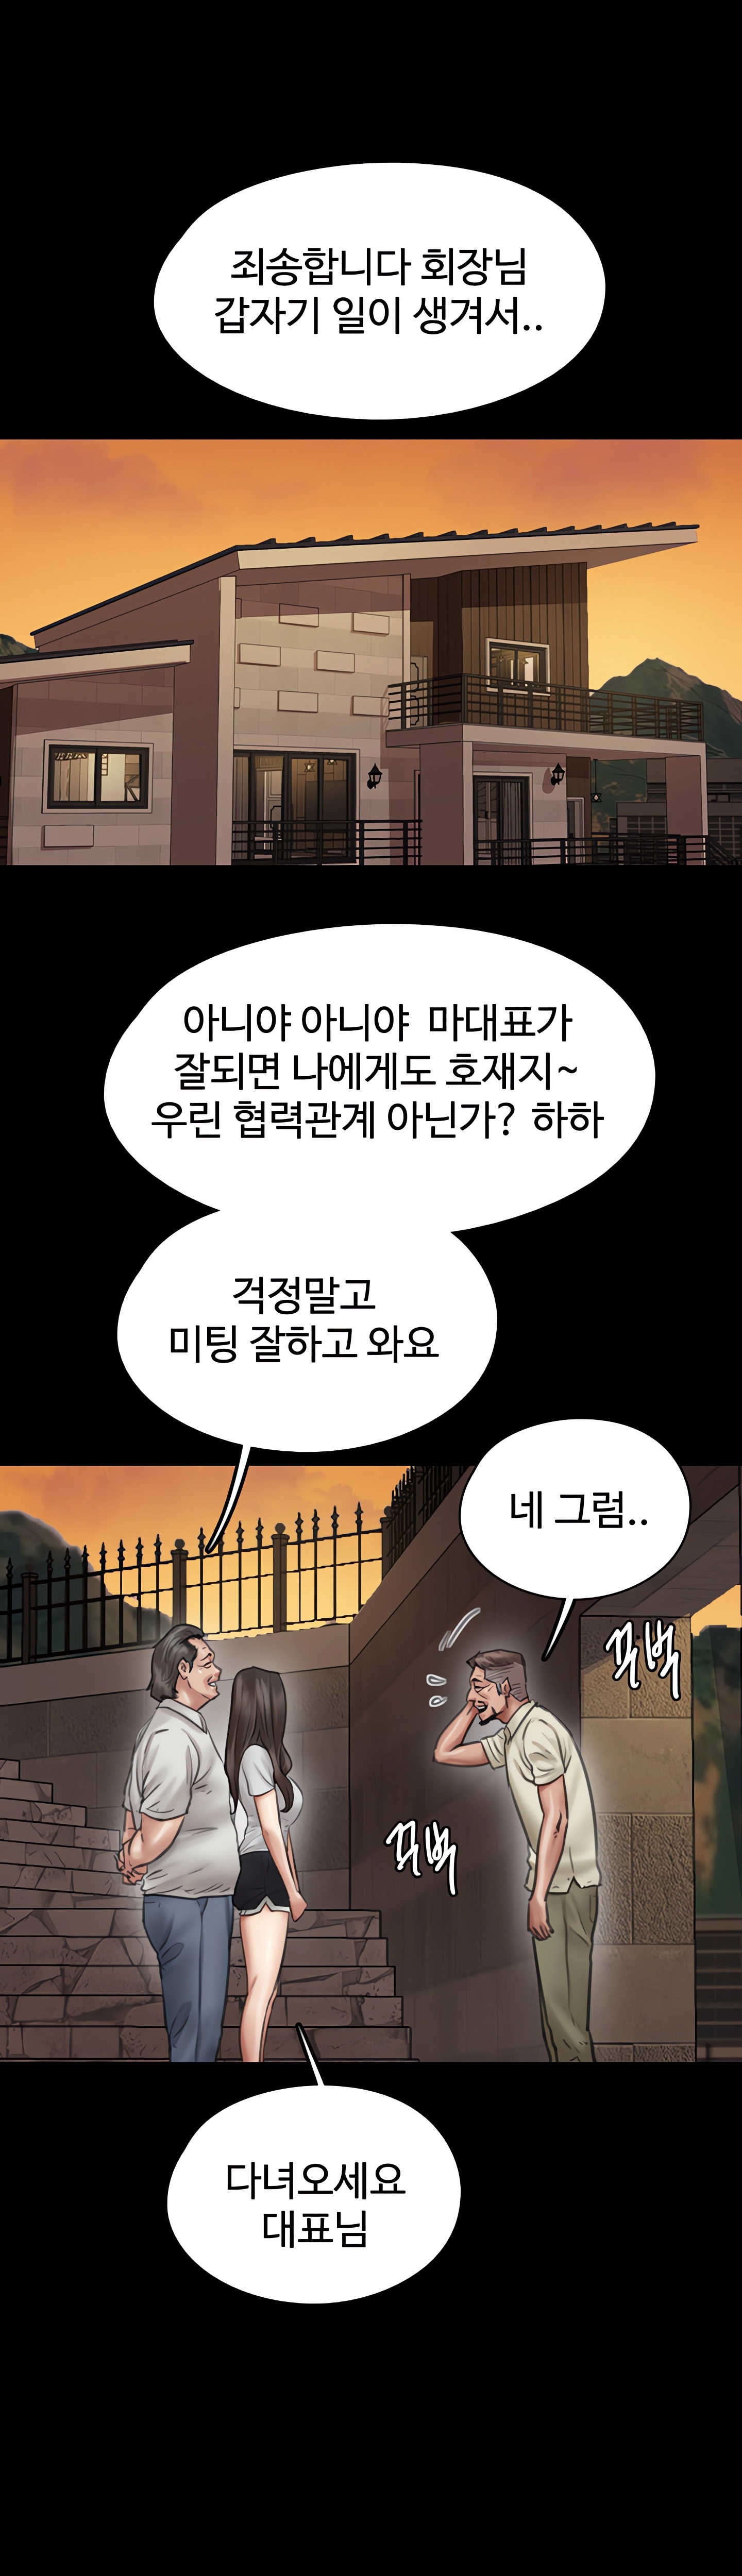 죄송합니다 회장님
갑자기 일이 생겨서..
아니야 아니야 마대표가
잘되면 나에게도 호재지~
우린 협력관계 아닌가? 하하
걱정말고
미팅 잘하고 와요
네 그럼..
꾸벅
꾸벅
다녀오세요
대표님